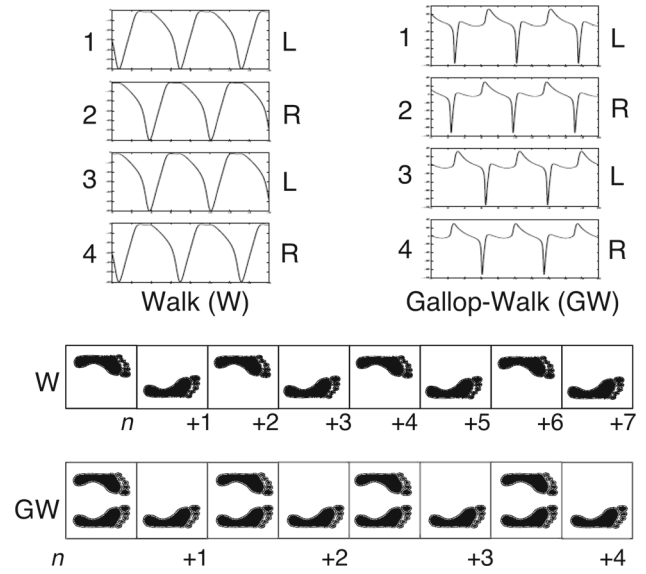 1 L 1 L
2 R 2 R
3 L 3 L
4 R 4 R
Walk (W) Gallop-Walk (GW)
W
n +1 +2 +3 +4 +5 +6 +7
GW
n +1 +2 +3 +4